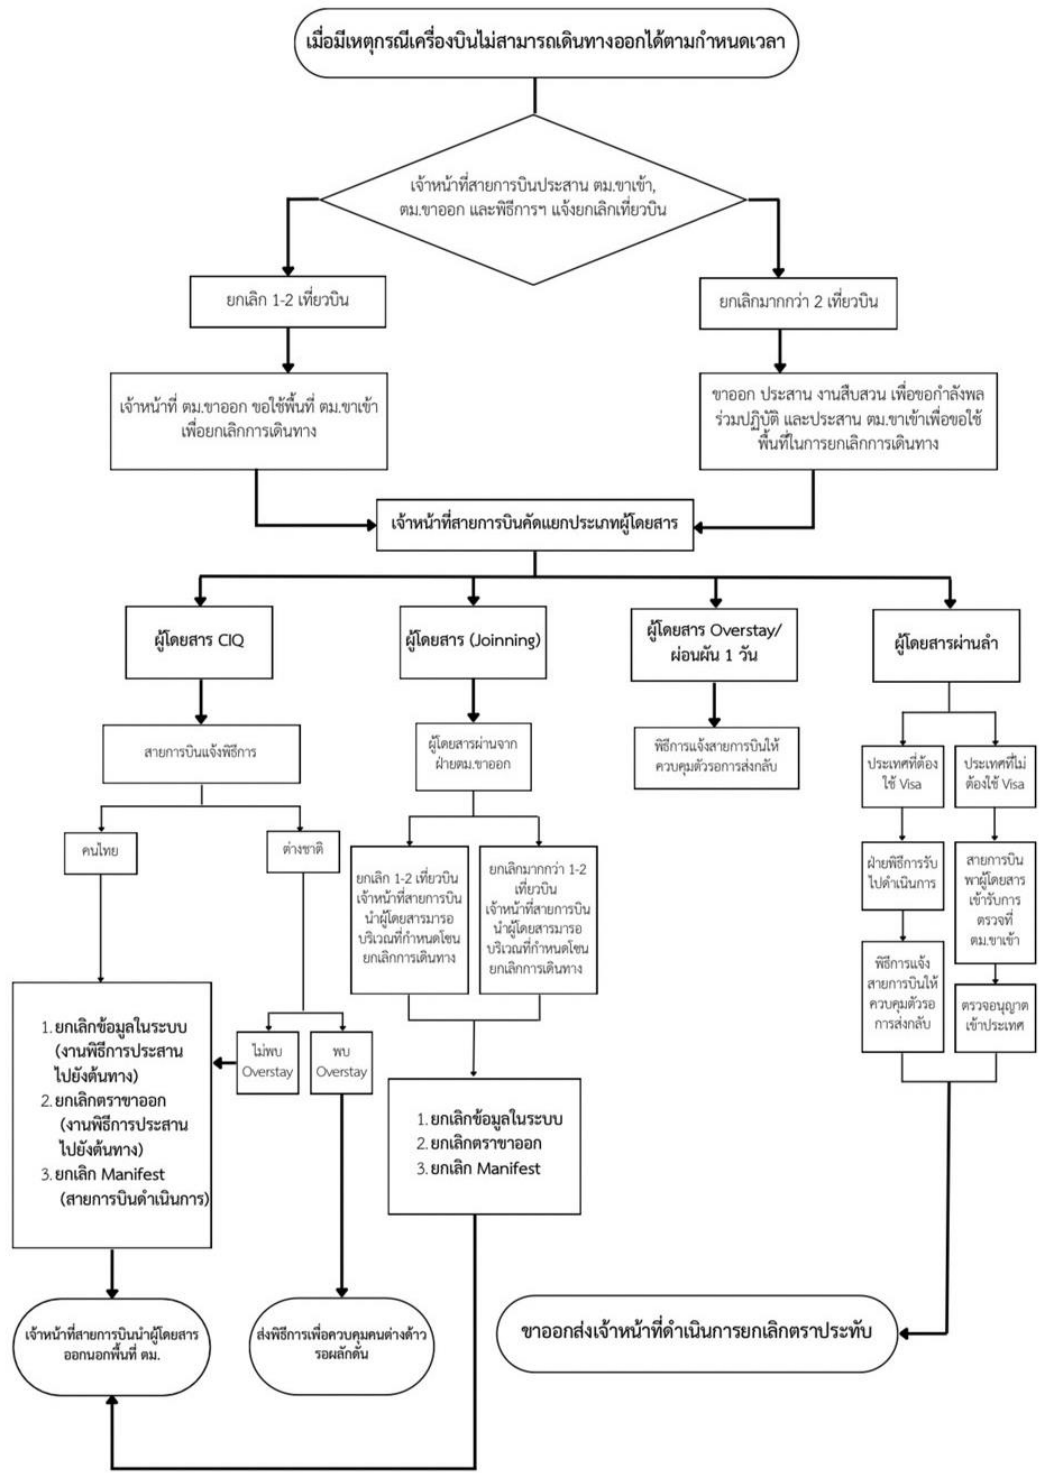 เมื่อมีเหตุกรณีเครื่องบินไม่สามารถเดินทางออกได้ตามกำหนดเวลา
เจ้าหน้าที่สายการบินประสาน ตม.ขาเข้า,
ตม.ขาออก และพิธีการฯ แจ้งยกเลิกเที่ยวบิน
ยกเลิก 1-2 เที่ยวบิน
ยกเลิกมากกว่า 2 เที่ยวบิน
เจ้าหน้าที่ ตม.ขาออก ขอใช้พื้นที่ ตม.ขาเข้า
เพื่อยกเลิกการเดินทาง
ขาออก ประสาน งานสืบสวน เพื่อขอกำลังพล
ร่วมปฏิบัติ และประสาน ตม.ขาเข้าเพื่อขอใช้
พื้นที่ในการยกเลิกการเดินทาง
เจ้าหน้าที่สายการบินคัดแยกประเภทผู้โดยสาร
ผู้โดยสาร CIQ
ผู้โดยสาร (Joinning)
ผู้โดยสาร Overstay/
ผ่อนผัน 1 วัน
ผู้โดยสารผ่านลำ
สายการบินแจ้งพิธีการ
ผู้โดยสารผ่านจาก
ฝ่ายตม.ขาออก
พิธีการแจ้งสายการบินให้
ควบคุมตัวรอการส่งกลับ
ประเทศที่ต้อง
ใช้ Visa
ประเทศที่ไม่
ต้องใช้ Visa
คนไทย
ต่างชาติ
ยกเลิก 1-2 เที่ยวบิน
เจ้าหน้าที่สายการบิน
นำผู้โดยสารมารอ
บริเวณที่กำหนดโซน
ยกเลิกการเดินทาง
ยกเลิกมากกว่า 1-2
เที่ยวบิน
เจ้าหน้าที่สายการบิน
นำผู้โดยสารมารอ
บริเวณที่กำหนดโซน
ยกเลิกการเดินทาง
ฝ่ายพิธีการรับ
ไปดำเนินการ
สายการบิน
พาผู้โดยสาร
เข้ารับการ
ตรวจที่
ตม.ขาเข้า
พิธีการแจ้ง
สายการบินให้
ควบคุมตัวรอ
การส่งกลับ
ตรวจอนุญาต
เข้าประเทศ
1. ยกเลิกข้อมูลในระบบ
(งานพิธีการประสาน
ไปยังต้นทาง)
2. ยกเลิกตราขาออก
(งานพิธีการประสาน
ไปยังต้นทาง)
3. ยกเลิก Manifest
(สายการบินดำเนินการ)
ไม่พบ
Overstay
พบ
Overstay
1. ยกเลิกข้อมูลในระบบ
2. ยกเลิกตราขาออก
3. ยกเลิก Manifest
เจ้าหน้าที่สายการบินนำผู้โดยสาร
ออกนอกพื้นที่ ตม.
ส่งพิธีการเพื่อควบคุมคนต่างด้าว
รอผลักดัน
ขาออกส่งเจ้าหน้าที่ดำเนินการยกเลิกตราประทับ